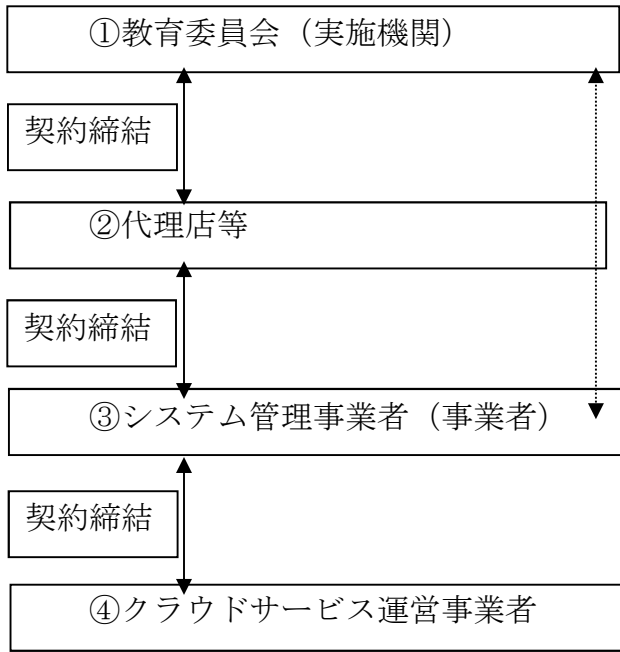 ①教育委員会（実施機関）
契約締結
②代理店等
契約締結
③システム管理事業者（事業者）
契約締結
④クラウドサービス運営事業者